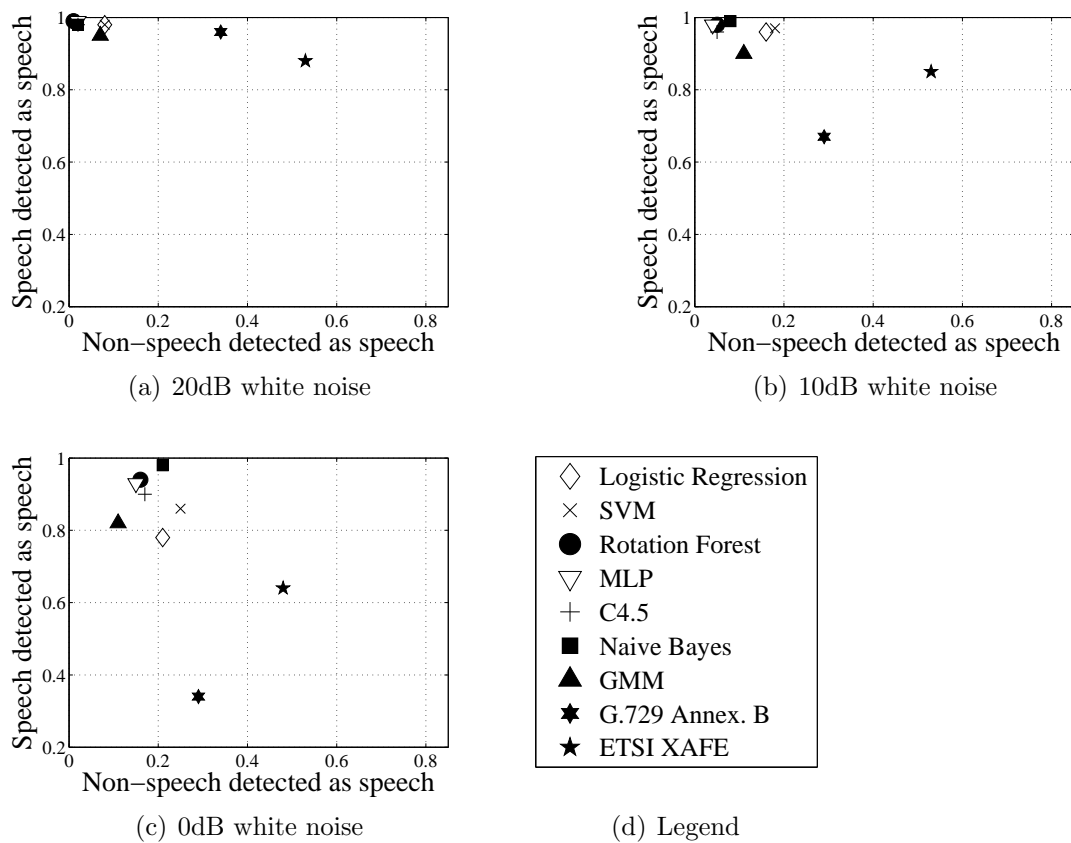 1
0.8
0.6
0.4
0.2
0 0.2 0.4 0.6 0.8
Speech detected as speech
Non−speech detected as speech
(a) 20dB white noise
1
0.8
0.6
0.4
0.2
0 0.2 0.4 0.6 0.8
Speech detected as speech
Non−speech detected as speech
(b) 10dB white noise
1
0.8
0.6
0.4
0.2
0 0.2 0.4 0.6 0.8
Speech detected as speech
Non−speech detected as speech
(c) 0dB white noise
Logistic Regression
SVM
Rotation Forest
MLP
C4.5
Naive Bayes
GMM
G.729 Annex. B
ETSI XAFE
(d) Legend